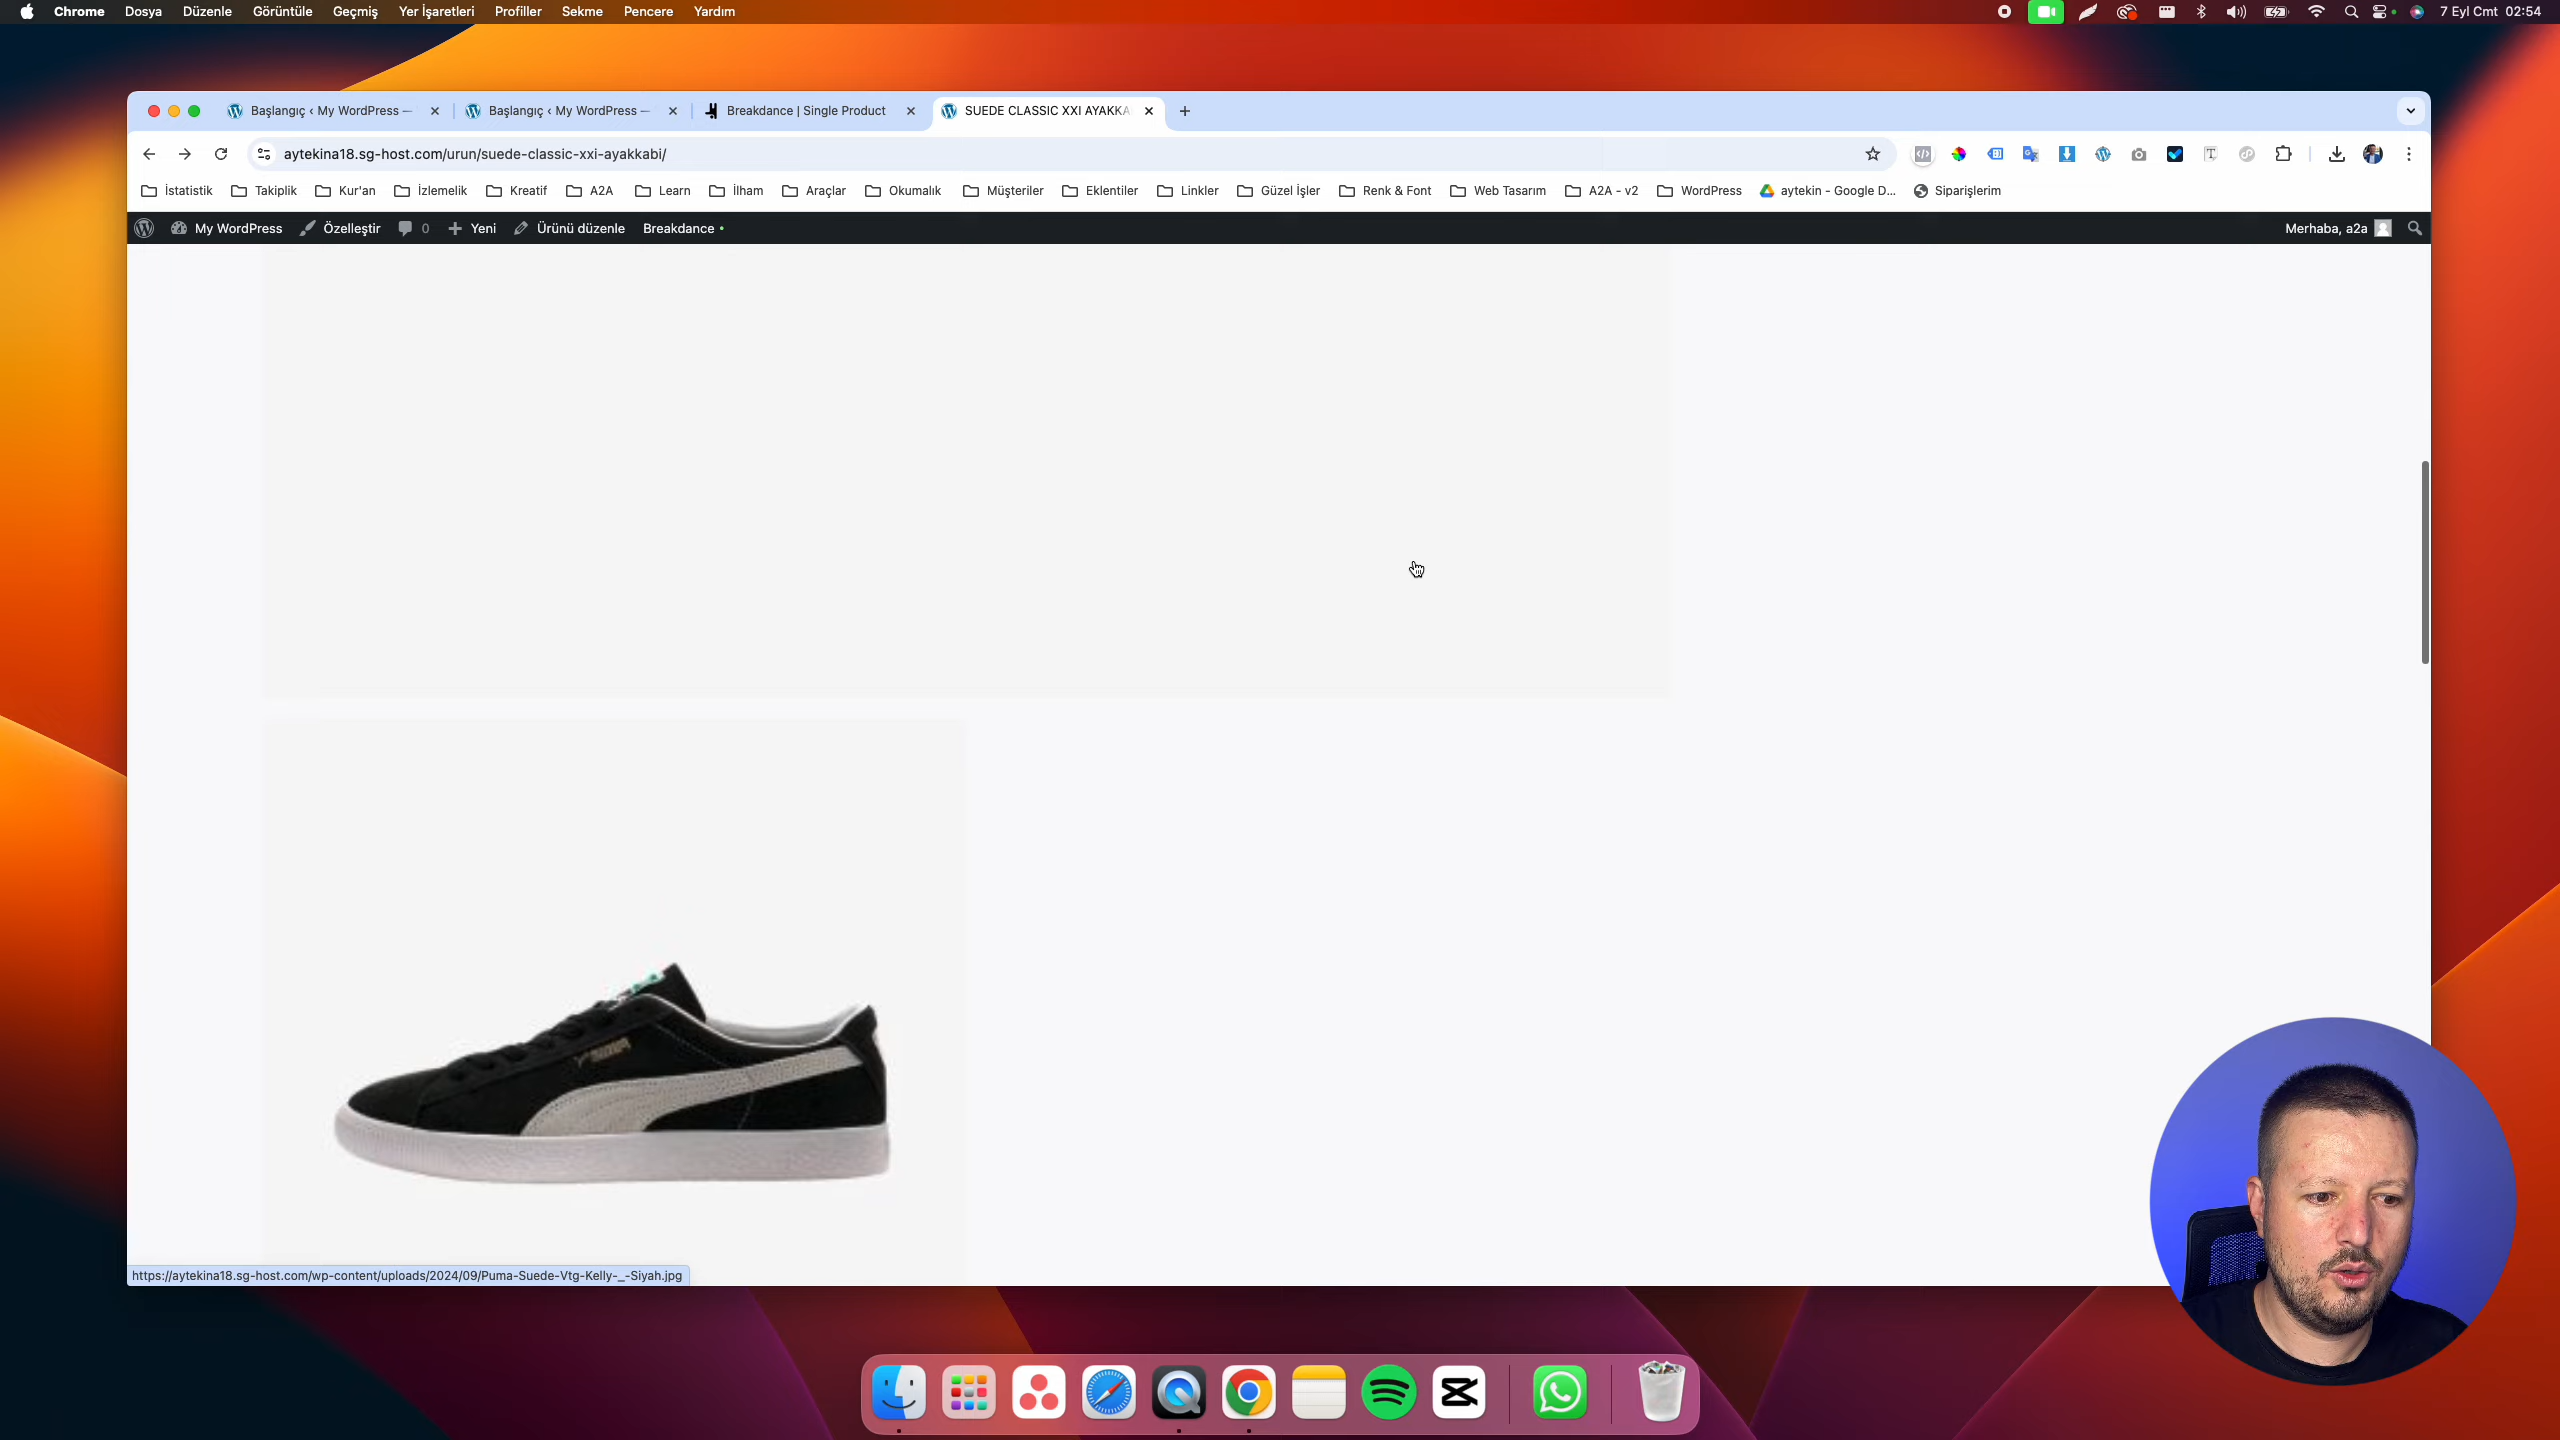 Chrome Dosya Düzenle Görüntüle Geçmiş Yer İşaretleri Profiller Sekme Pencere Yardım 7 Eyl Cmt 02:54
Başlangıç ‹ My WordPress — Başlangıç ‹ My WordPress — Breakdance | Single Product SUEDE CLASSIC XXI AYAKKA
aytekina18.sg-host.com/urun/suede-classic-xxi-ayakkabi/
İstatistik Takiplik Kur'an İzlemelik Kreatif A2A Learn İlham Araçlar Okumalık Müşteriler Eklentiler Linkler Güzel İşler Renk & Font Web Tasarım A2A - v2 WordPress aytekin - Google D... Siparişlerim
My WordPress Özelleştir 0 Yeni Ürünü düzenle Breakdance Merhaba, a2a
https://aytekina18.sg-host.com/wp-content/uploads/2024/09/Puma-Suede-Vtg-Kelly-_-Siyah.jpg